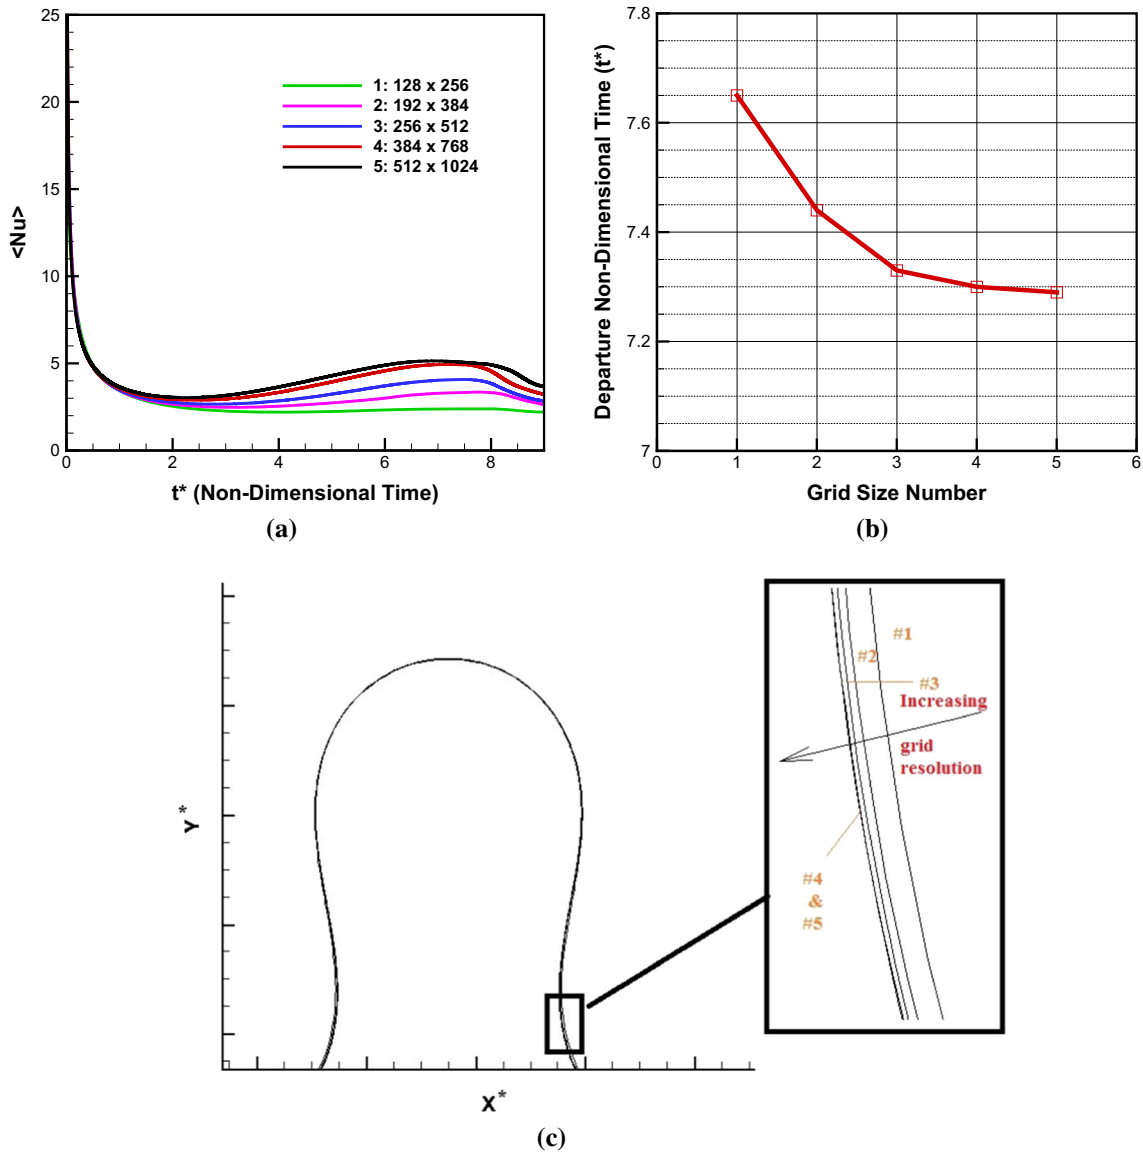 25
20
15
10
5
0
<Nu>
1: 128 x 256
2: 192 x 384
3: 256 x 512
4: 384 x 768
5: 512 x 1024
0 2 4 6 8
t* (Non-Dimensional Time)
(a)
7.8
7.6
7.4
7.2
7
Departure Non-Dimensional Time (t*)
0 1 2 3 4 5 6
Grid Size Number
(b)
Y*
X*
#1
#2
#3
Increasing
grid
resolution
#4
&
#5
(c)